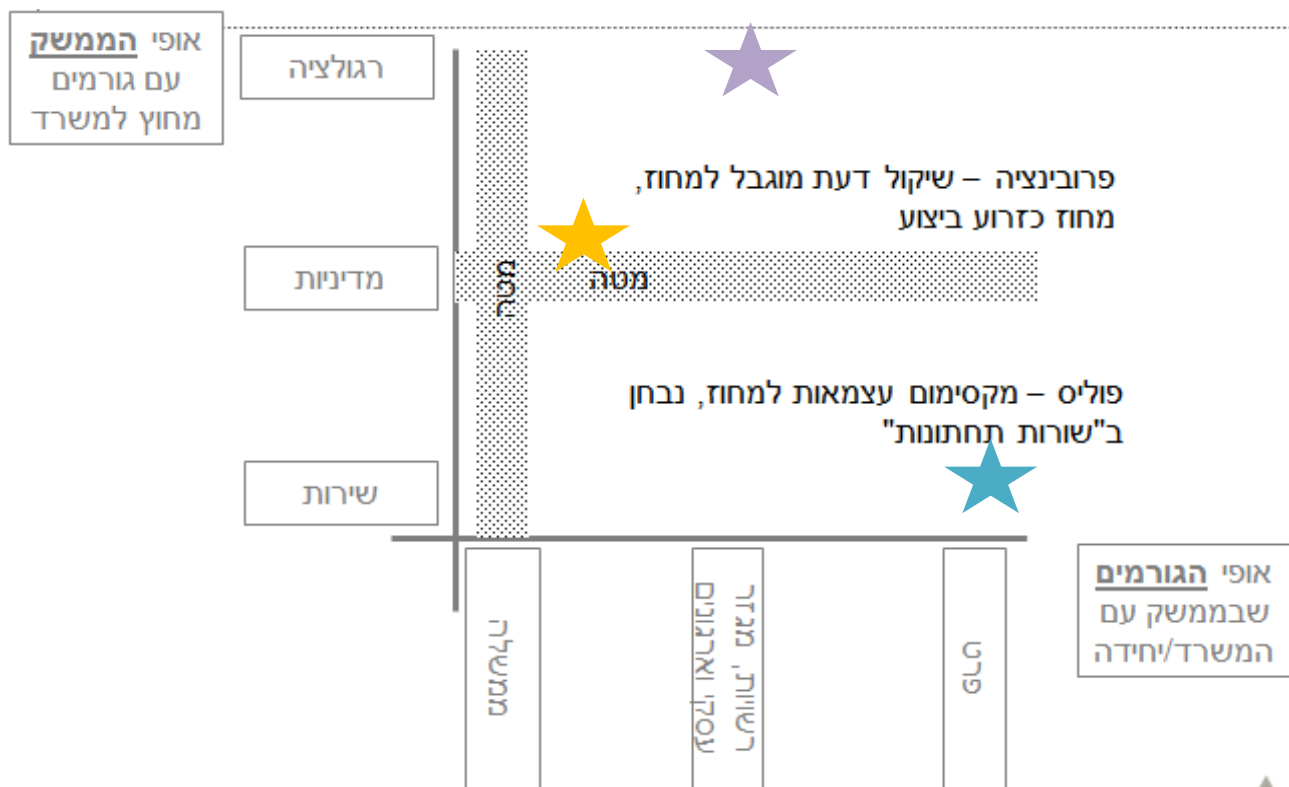 אופי הממשק
עם גורמים
מחוץ למשרד
רגולציה
פרובינציה – שיקול דעת מוגבל למחוז,
מחוז כזרוע ביצוע
מדיניות
מטה
מטה
פוליס – מקסימום עצמאות למחוז, נבחן
ב"שורות תחתונות"
שירות
ממשלה
רשויות, מגזר
עסקי וארגונים
פרט
אופי הגורמים
שבממשק עם
המשרד/יחידה